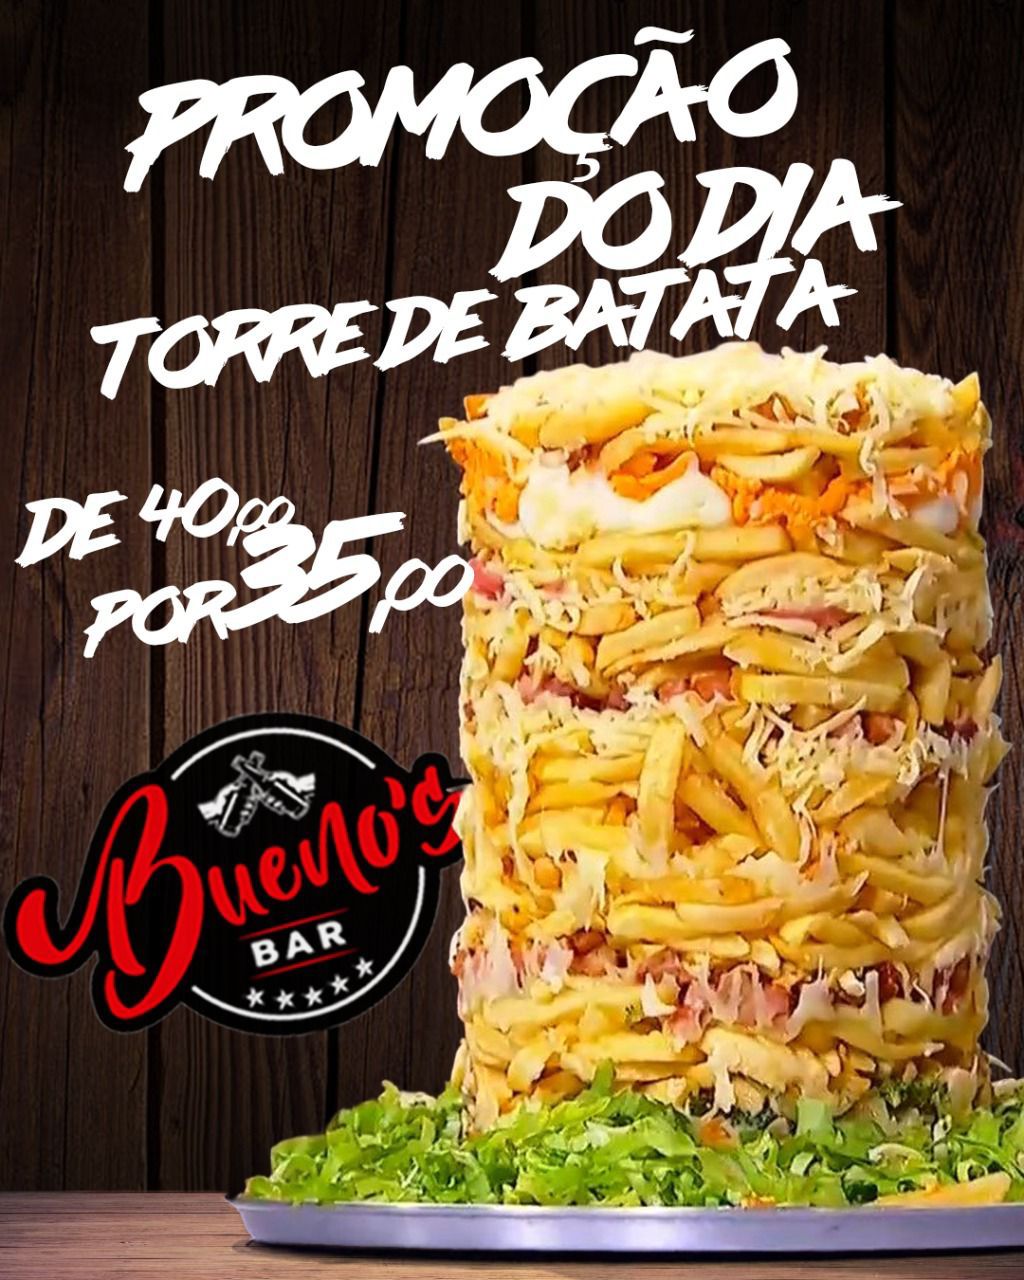 PROMOÇÃO
DO DIA
TORRE DE BATATA
DE 40,00
POR 35,00
Bueno's
BAR